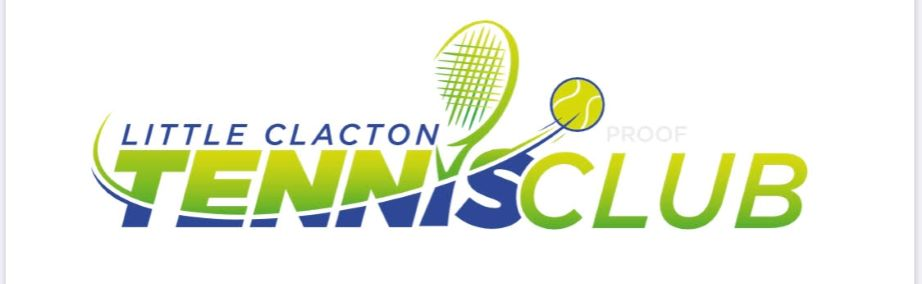 LITTLE CLACTON
PROOF
TENNIS CLUB